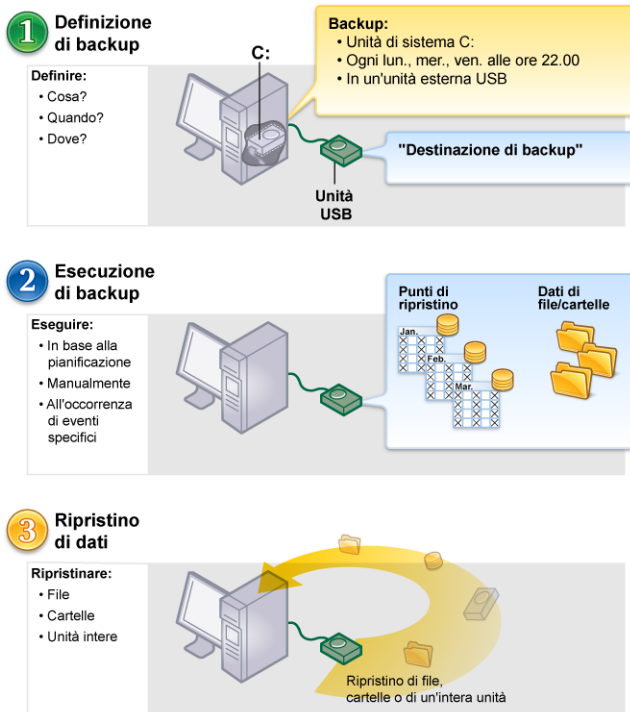 1
Definizione
di backup
Definire:
• Cosa?
• Quando?
• Dove?
C:
Backup:
• Unità di sistema C:
• Ogni lun., mer., ven. alle ore 22.00
• In un'unità esterna USB
"Destinazione di backup"
Unità
USB
2
Esecuzione
di backup
Eseguire:
• In base alla
pianificazione
• Manualmente
• All'occorrenza
di eventi
specifici
Punti di
ripristino
Jan.
Feb.
Mar.
Dati di
file/cartelle
3
Ripristino
di dati
Ripristinare:
• File
• Cartelle
• Unità intere
Ripristino di file,
cartelle o di un'intera unità